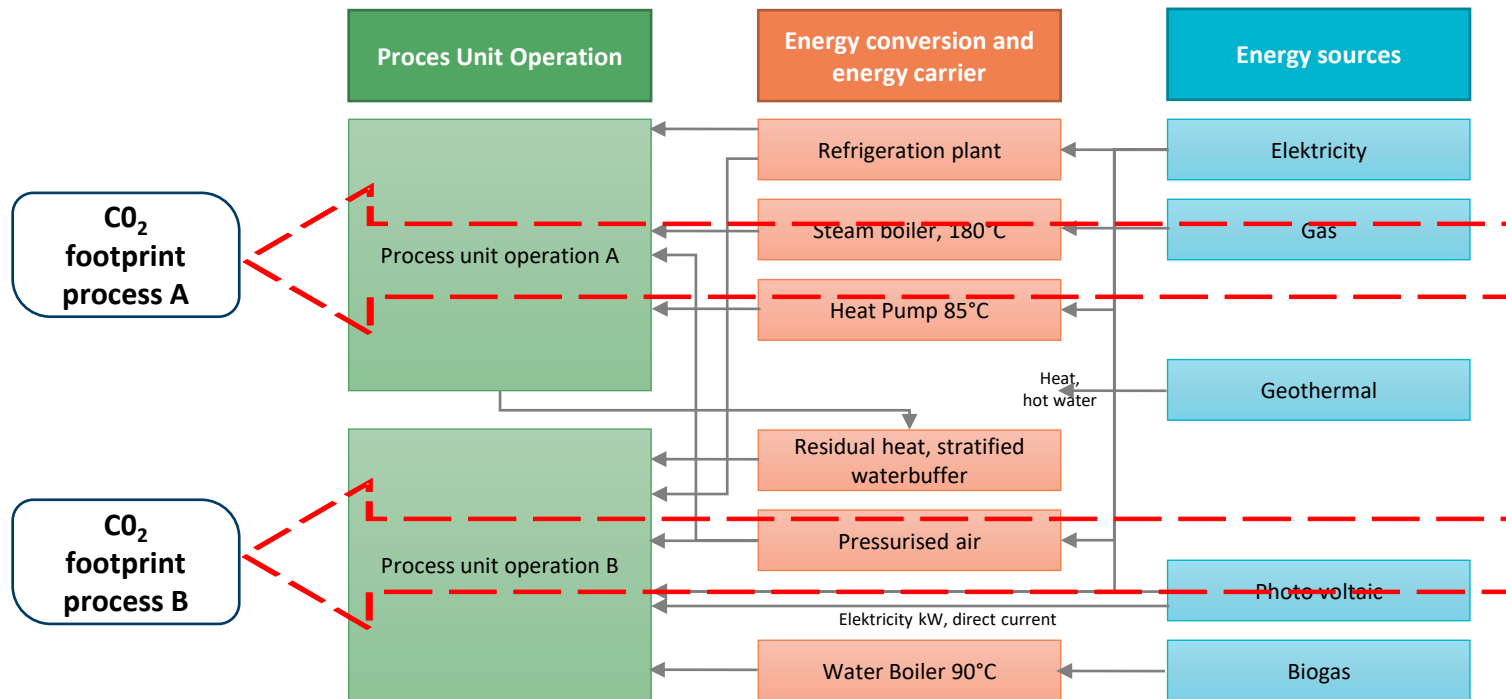 Proces Unit Operation
Energy conversion and
energy carrier
Energy sources
Refrigeration plant
Elektricity
C0₂
footprint
process A
Process unit operation A
Steam boiler, 180°C
Gas
Heat Pump 85°C
Heat,
hot water
Geothermal
Residual heat, stratified
waterbuffer
C0₂
footprint
process B
Process unit operation B
Pressurised air
Photo voltaic
Elektricity kW, direct current
Water Boiler 90°C
Biogas